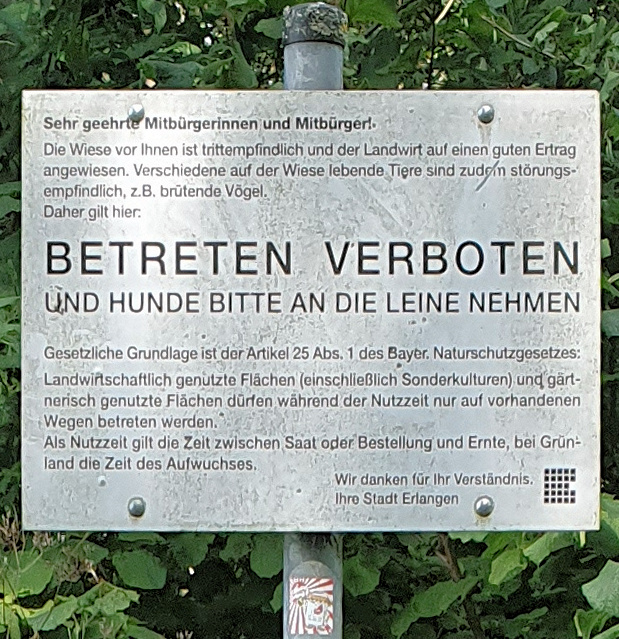 Sehr geehrte Mitbürgerinnen und Mitbürger!
Die Wiese vor Ihnen ist trittempfindlich und der Landwirt auf einen guten Ertrag
angewiesen. Verschiedene auf der Wiese lebende Tiere sind zudem störungs-
empfindlich, z.B. brütende Vögel.
Daher gilt hier:
BETRETEN VERBOTEN
UND HUNDE BITTE AN DIE LEINE NEHMEN
Gesetzliche Grundlage ist der Artikel 25 Abs. 1 des Bayer. Naturschutzgesetzes:
Landwirtschaftlich genutzte Flächen (einschließlich Sonderkulturen) und gärt-
nerisch genutzte Flächen dürfen während der Nutzzeit nur auf vorhandenen
Wegen betreten werden.
Als Nutzzeit gilt die Zeit zwischen Saat oder Bestellung und Ernte, bei Grün-
land die Zeit des Aufwuchses.
Wir danken für Ihr Verständnis.
Ihre Stadt Erlangen